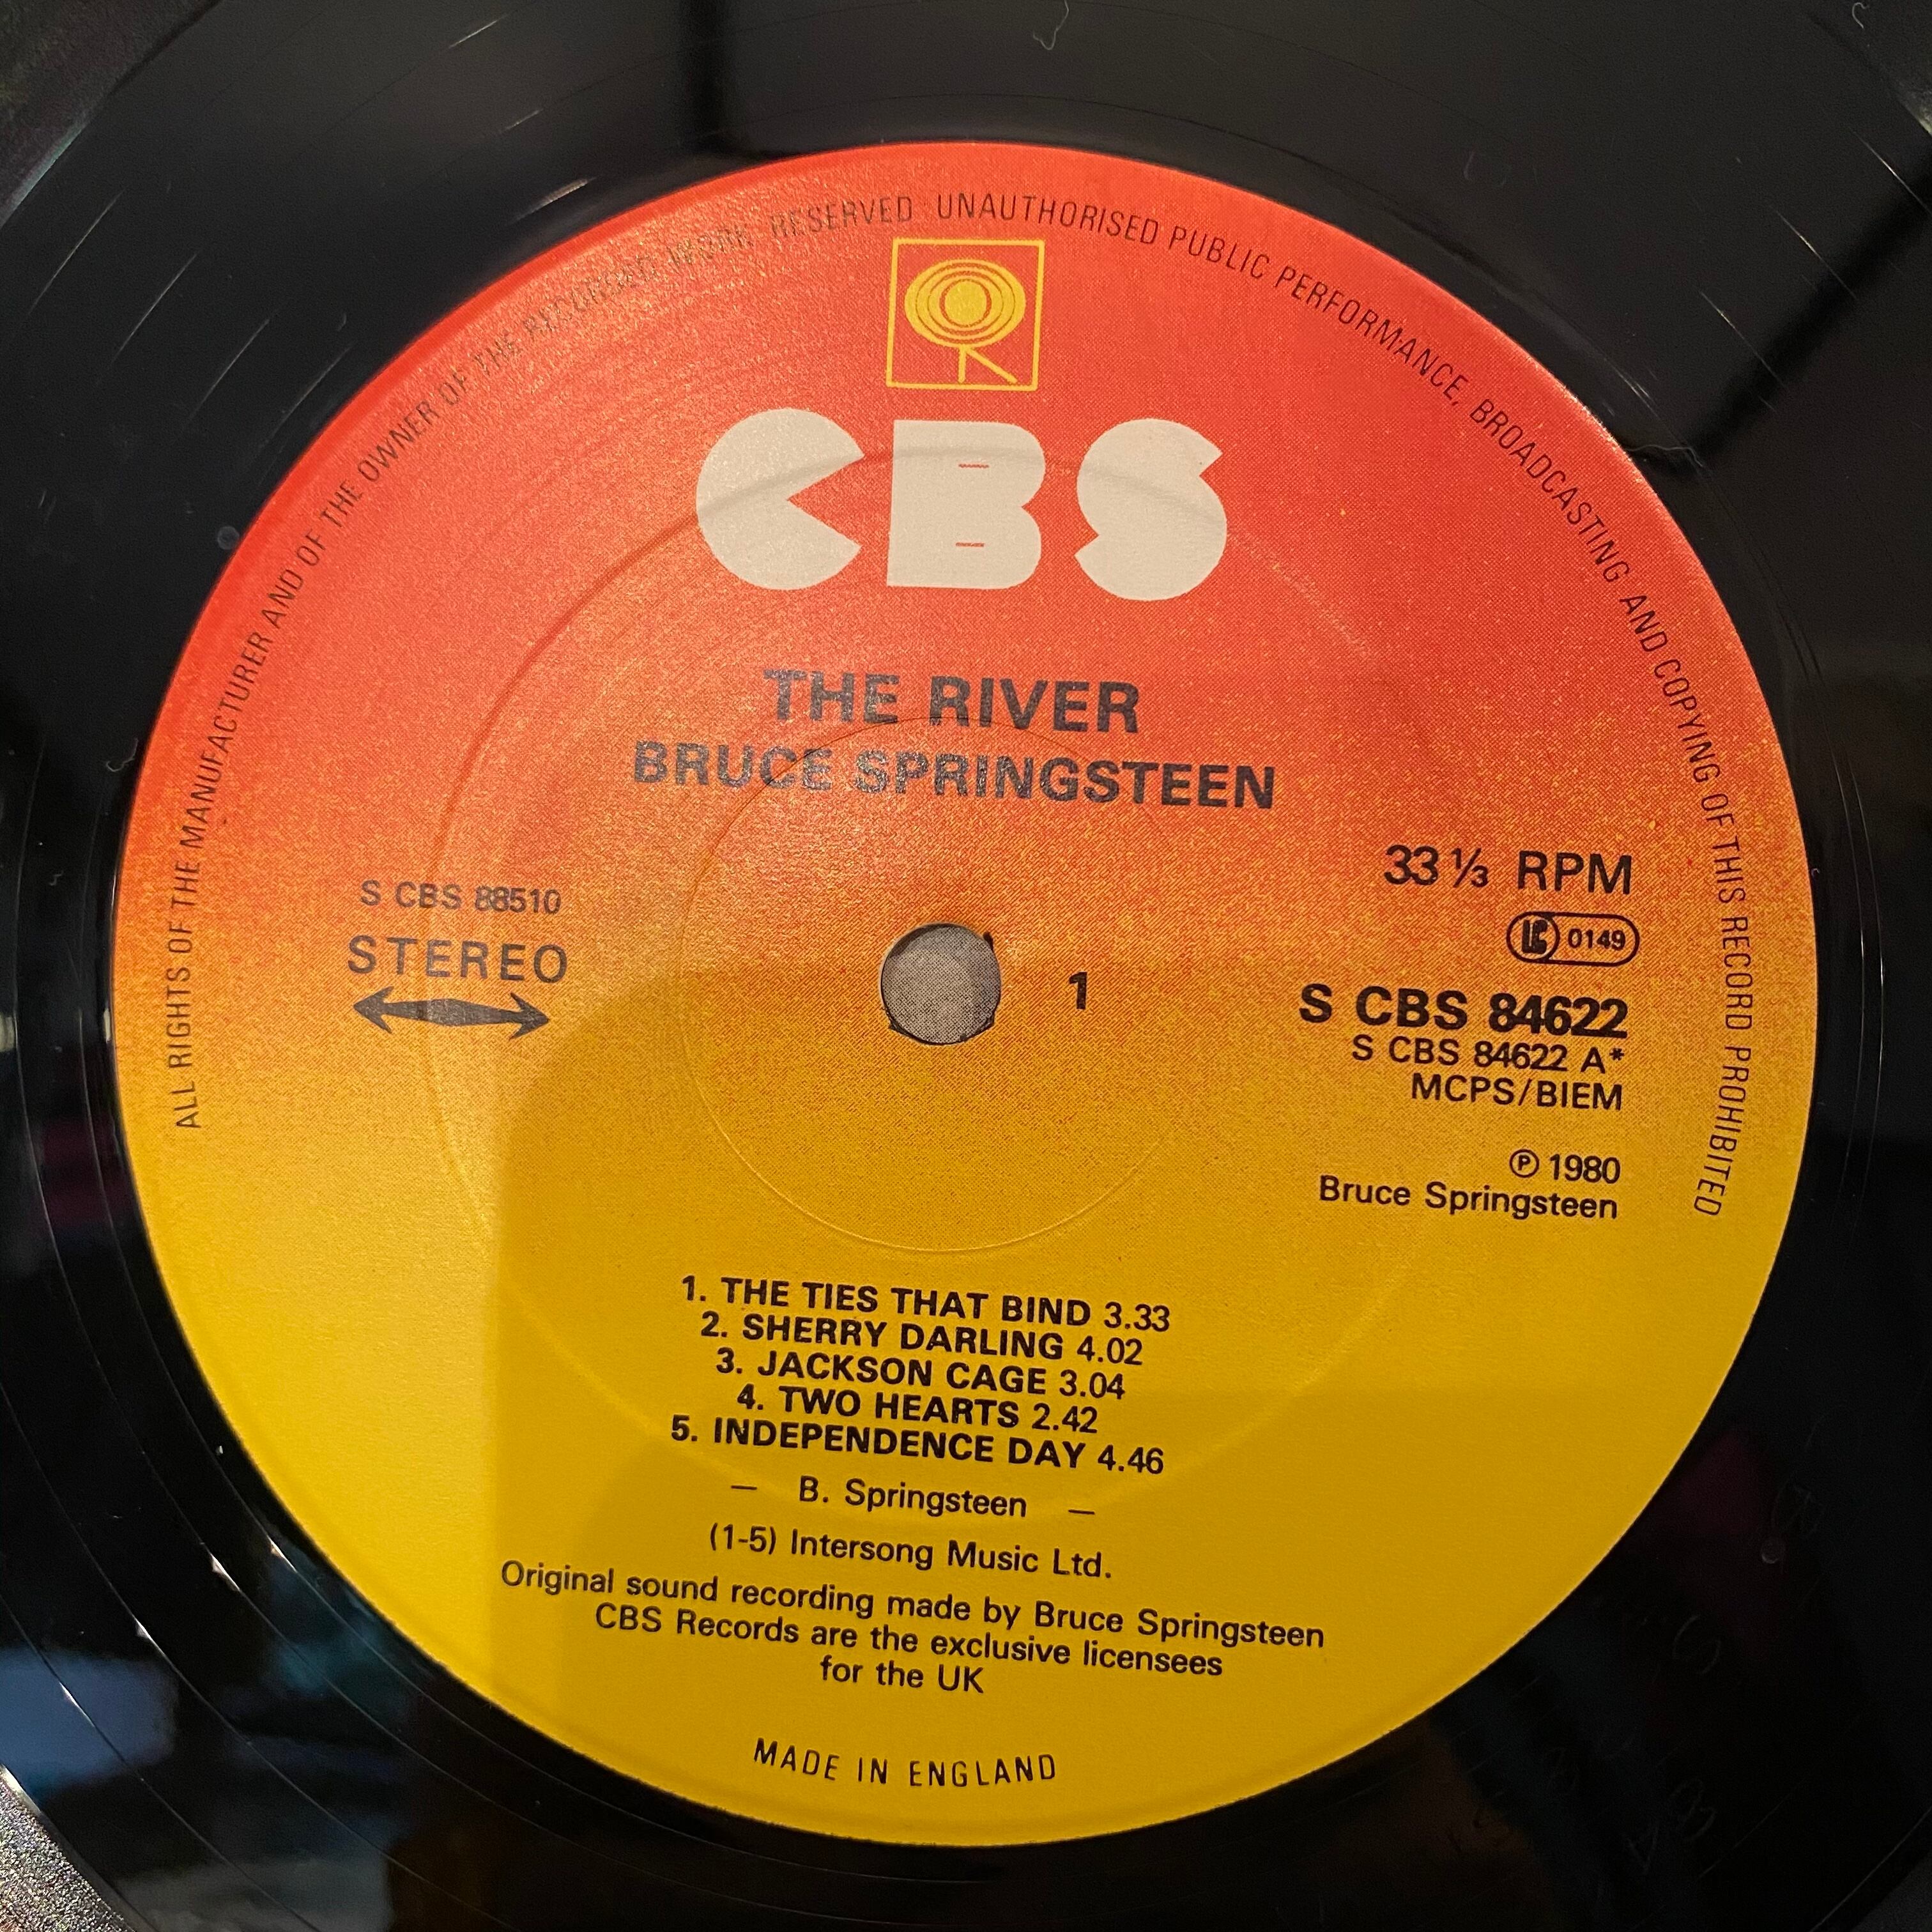 ALL RIGHTS OF THE MANUFACTURER AND OF THE OWNER OF THE RECORDED WORK RESERVED UNAUTHORISED PUBLIC PERFORMANCE, BROADCASTING AND COPYING OF THIS RECORD PROHIBITED
CBS
THE RIVER
BRUCE SPRINGSTEEN
S CBS 88510
STEREO
1
33 ⅓ RPM
LC 0149
S CBS 84622
S CBS 84622 A*
MCPS/BIEM
℗ 1980
Bruce Springsteen
1. THE TIES THAT BIND 3.33
2. SHERRY DARLING 4.02
3. JACKSON CAGE 3.04
4. TWO HEARTS 2.42
5. INDEPENDENCE DAY 4.46
— B. Springsteen —
(1-5) Intersong Music Ltd.
Original sound recording made by Bruce Springsteen
CBS Records are the exclusive licensees
for the UK
MADE IN ENGLAND